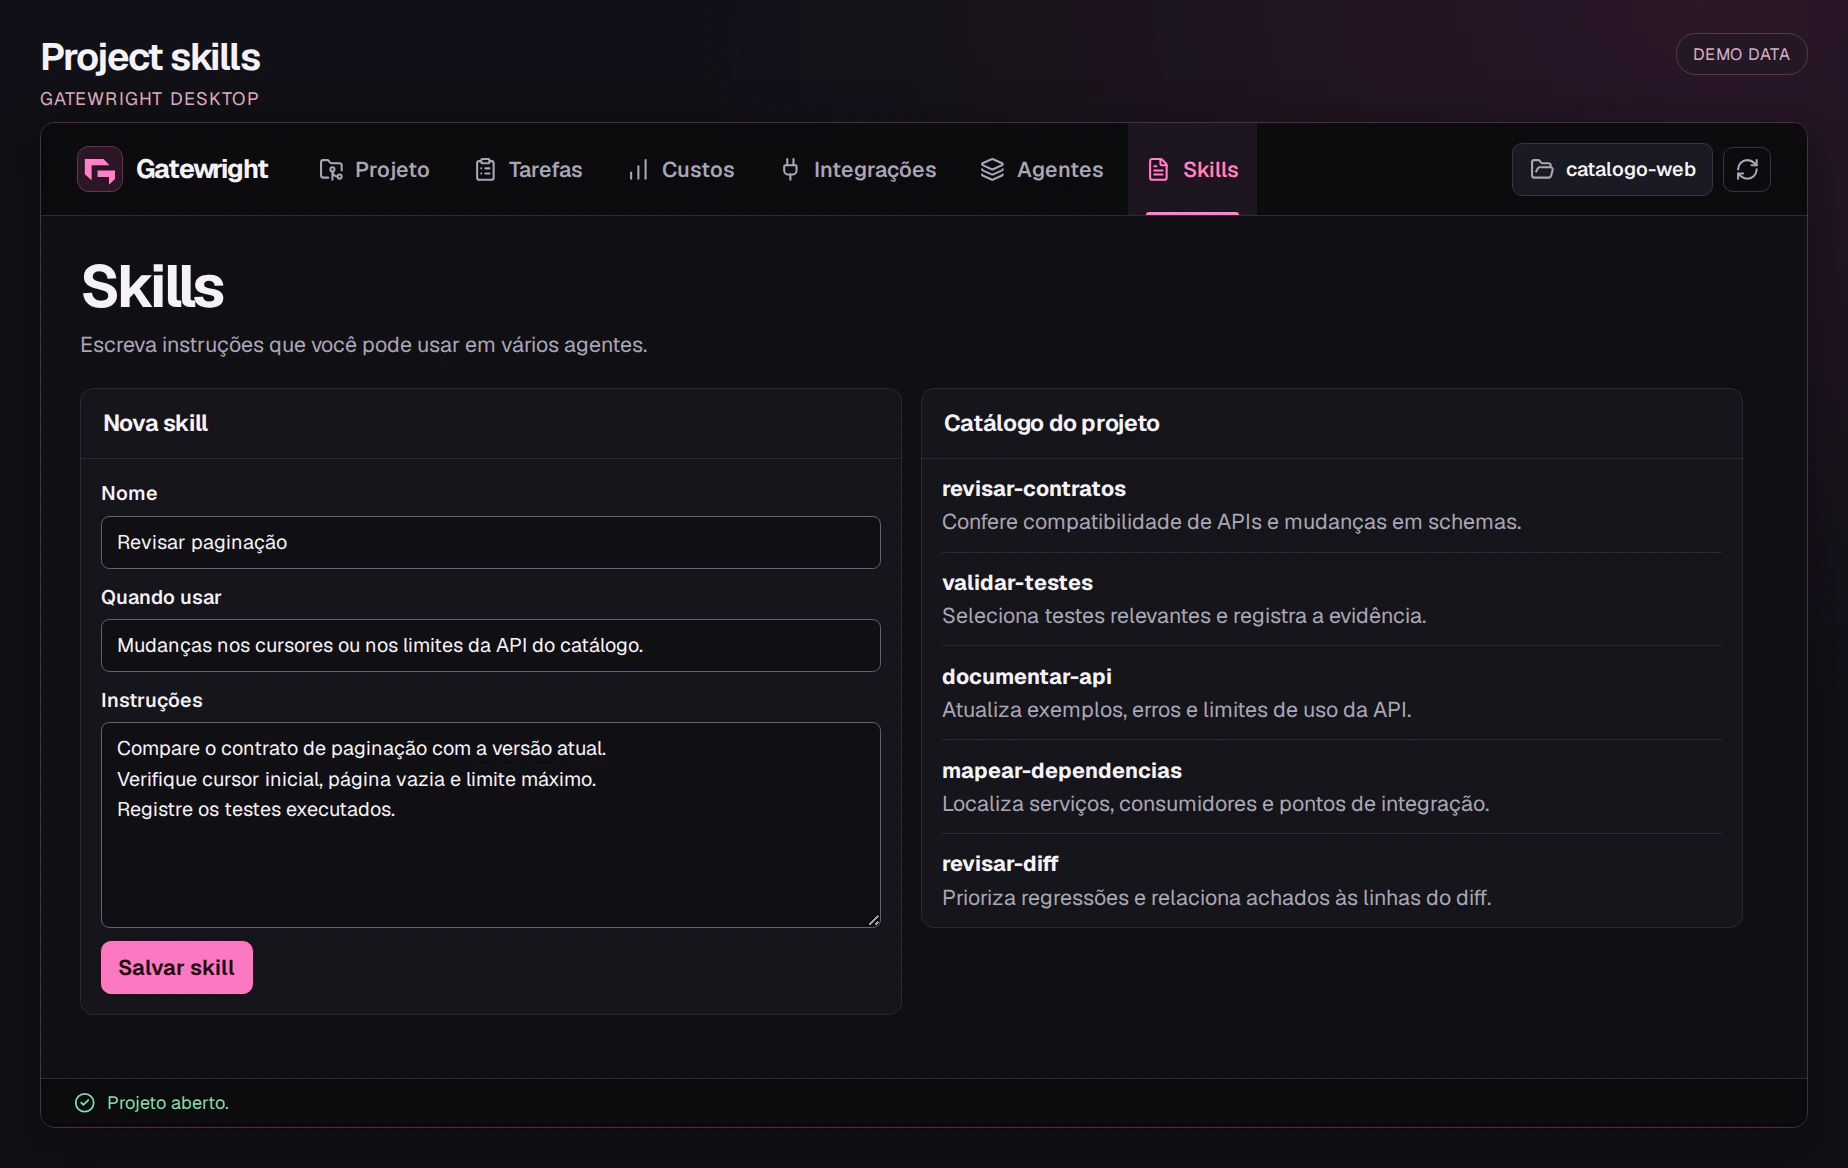 Project skills
GATEWRIGHT DESKTOP
DEMO DATA
Gatewright
Projeto
Tarefas
Custos
Integrações
Agentes
Skills
catalogo-web
Skills
Escreva instruções que você pode usar em vários agentes.
Nova skill
Nome
Revisar paginação
Quando usar
Mudanças nos cursores ou nos limites da API do catálogo.
Instruções
Compare o contrato de paginação com a versão atual.
Verifique cursor inicial, página vazia e limite máximo.
Registre os testes executados.
Salvar skill
Catálogo do projeto
revisar-contratos
Confere compatibilidade de APIs e mudanças em schemas.
validar-testes
Seleciona testes relevantes e registra a evidência.
documentar-api
Atualiza exemplos, erros e limites de uso da API.
mapear-dependencias
Localiza serviços, consumidores e pontos de integração.
revisar-diff
Prioriza regressões e relaciona achados às linhas do diff.
Projeto aberto.